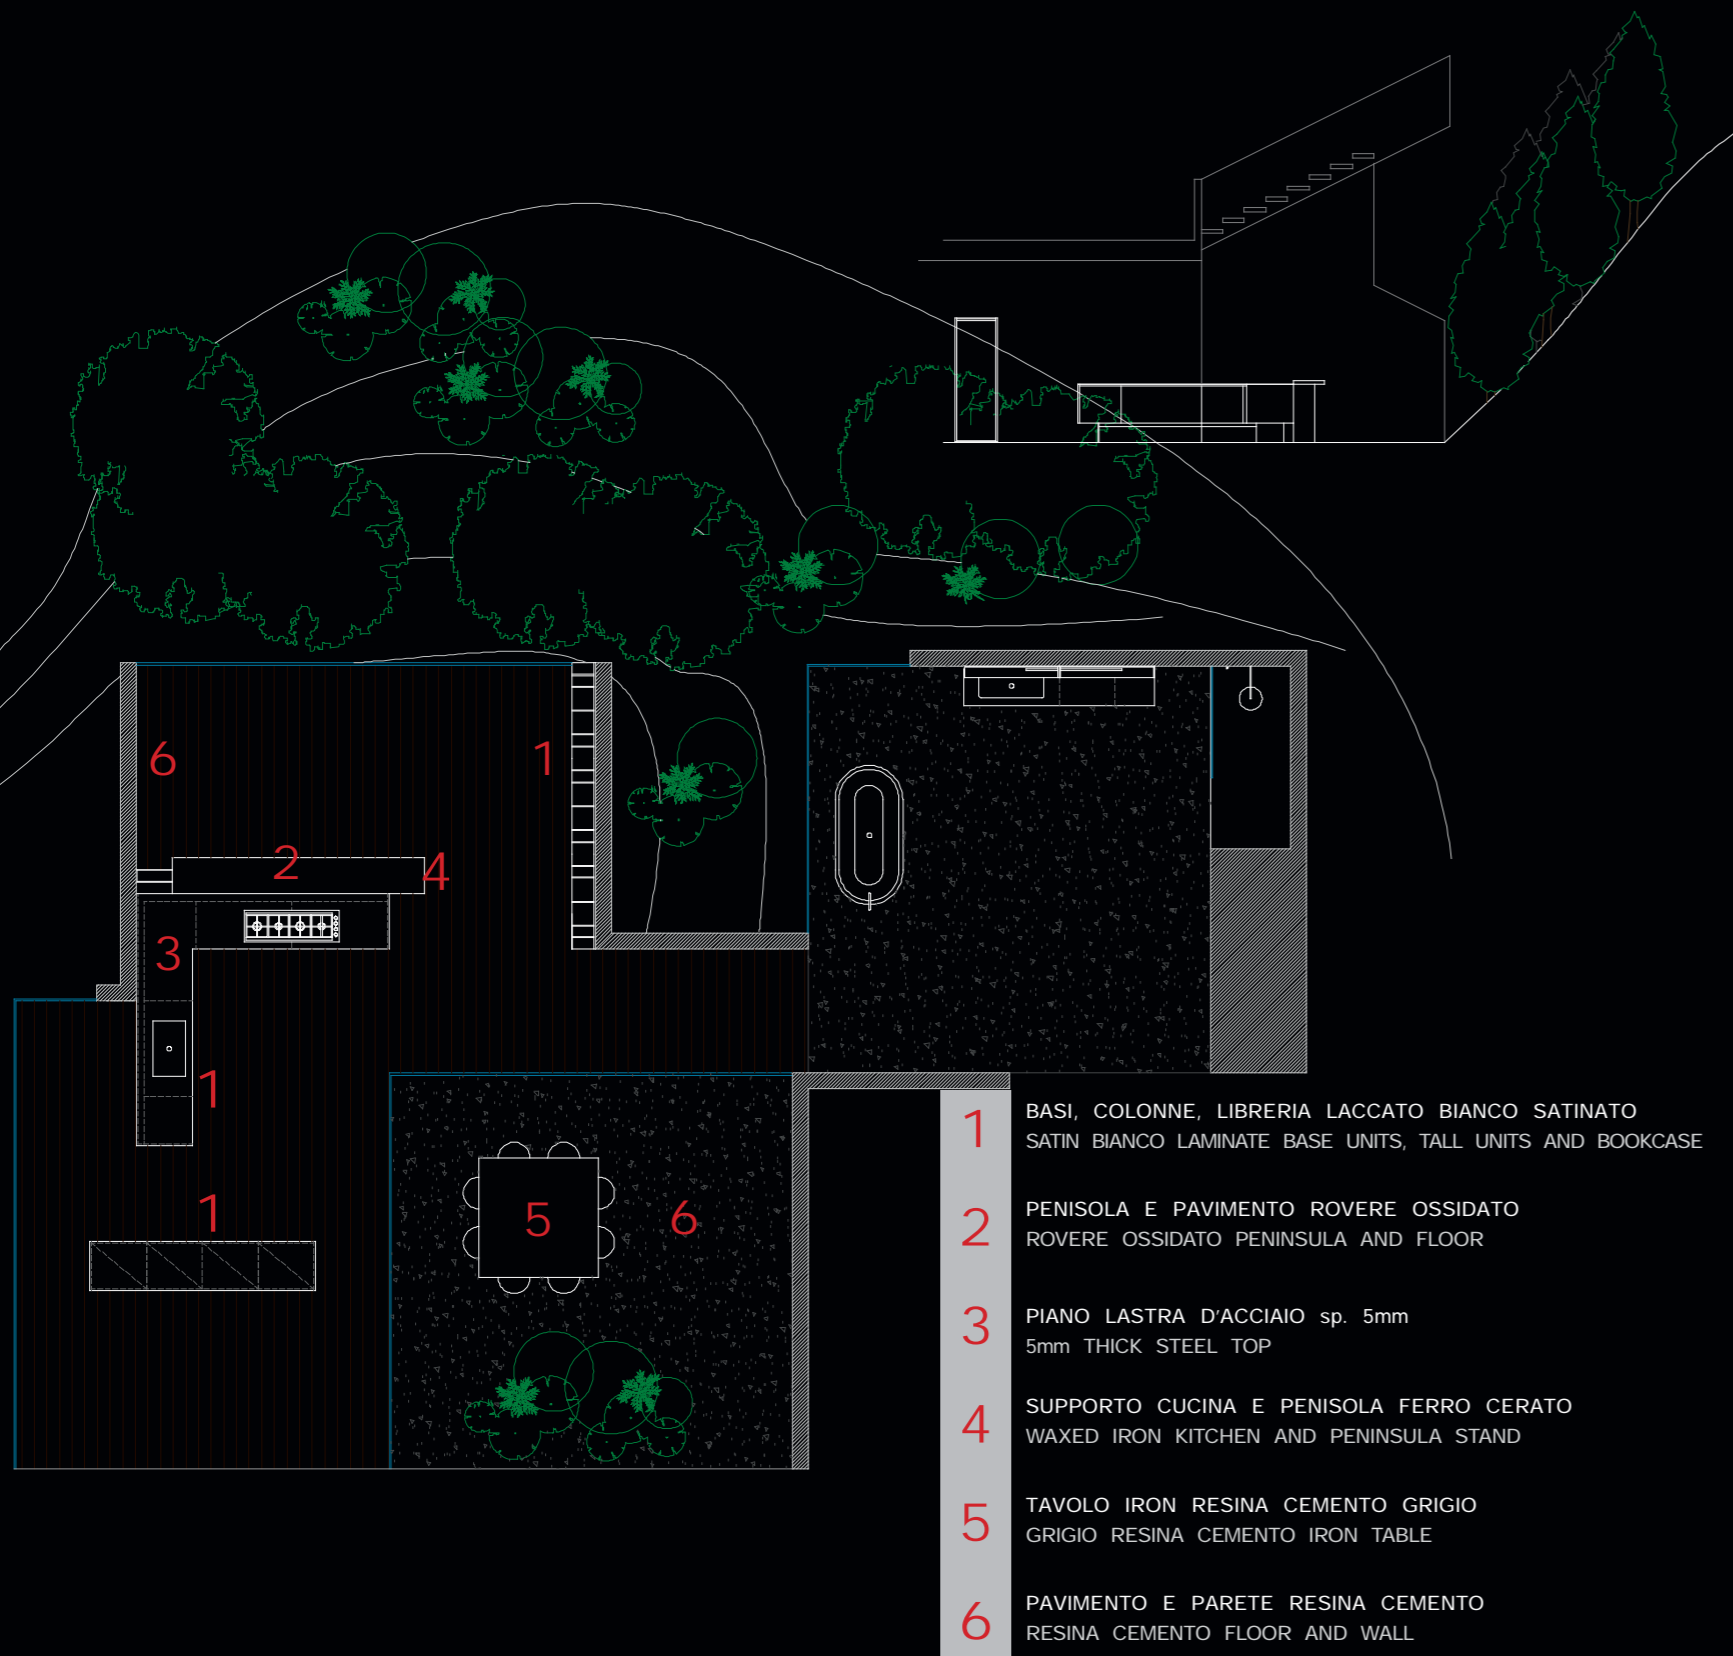 6
1
2
4
3
1
1
5
6
1
BASI, COLONNE, LIBRERIA LACCATO BIANCO SATINATO
SATIN BIANCO LAMINATE BASE UNITS, TALL UNITS AND BOOKCASE
2
PENISOLA E PAVIMENTO ROVERE OSSIDATO
ROVERE OSSIDATO PENINSULA AND FLOOR
3
PIANO LASTRA D'ACCIAIO sp. 5mm
5mm THICK STEEL TOP
4
SUPPORTO CUCINA E PENISOLA FERRO CERATO
WAXED IRON KITCHEN AND PENINSULA STAND
5
TAVOLO IRON RESINA CEMENTO GRIGIO
GRIGIO RESINA CEMENTO IRON TABLE
6
PAVIMENTO E PARETE RESINA CEMENTO
RESINA CEMENTO FLOOR AND WALL